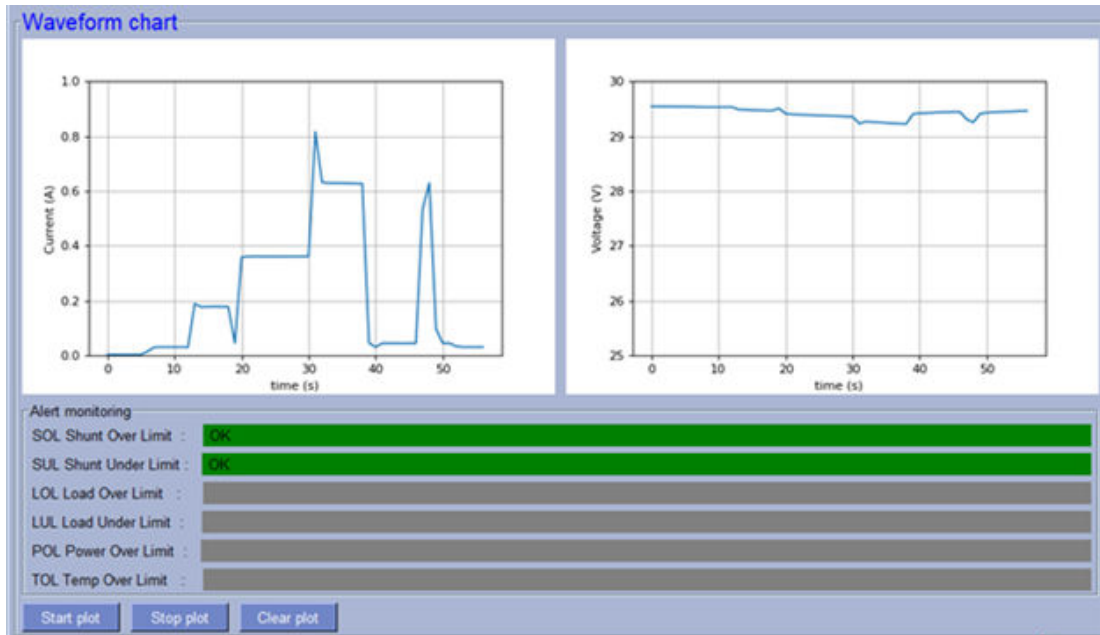 Waveform chart
1.0
0.8
0.6
0.4
0.2
0.0
Current (A)
0 10 20 30 40 50
time (s)
30
29
28
27
26
25
Voltage (V)
0 10 20 30 40 50
time (s)
Alert monitoring
SOL Shunt Over Limit : OK
SUL Shunt Under Limit : OK
LOL Load Over Limit :
LUL Load Under Limit :
POL Power Over Limit :
TOL Temp Over Limit :
Start plot Stop plot Clear plot